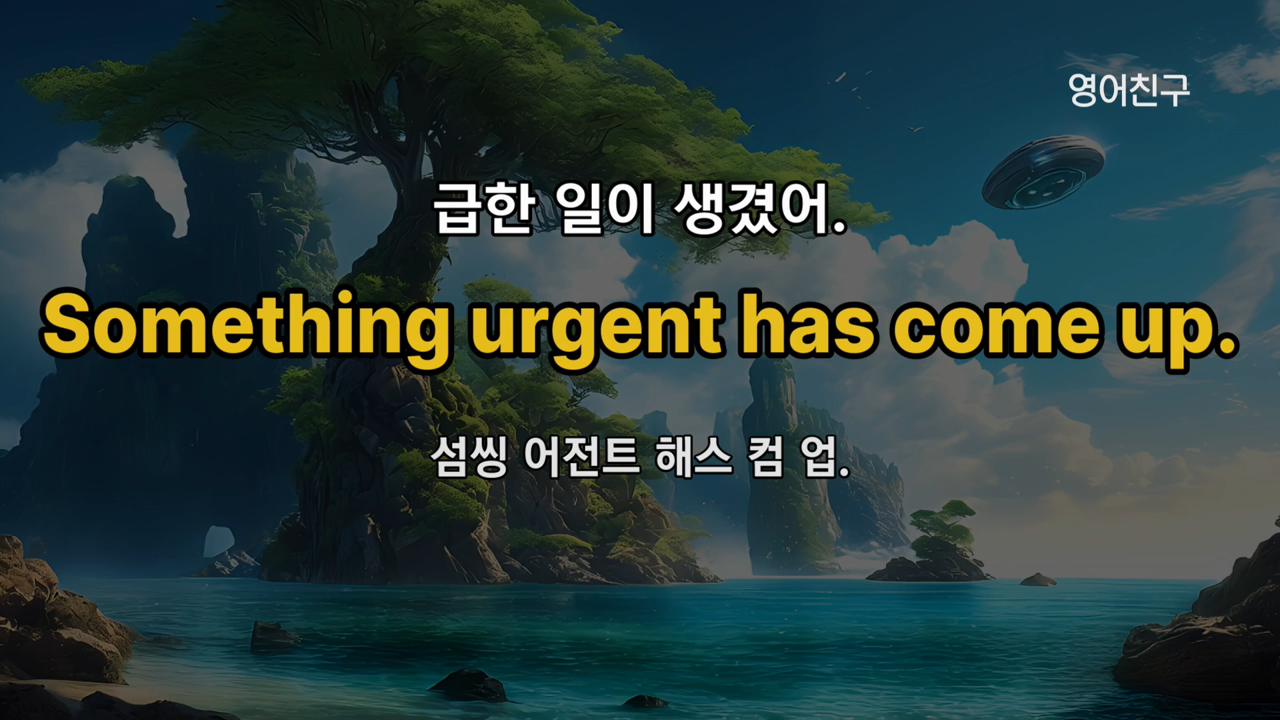 영어친구
급한 일이 생겼어.
Something urgent has come up.
섬씽 어전트 해스 컴 업.